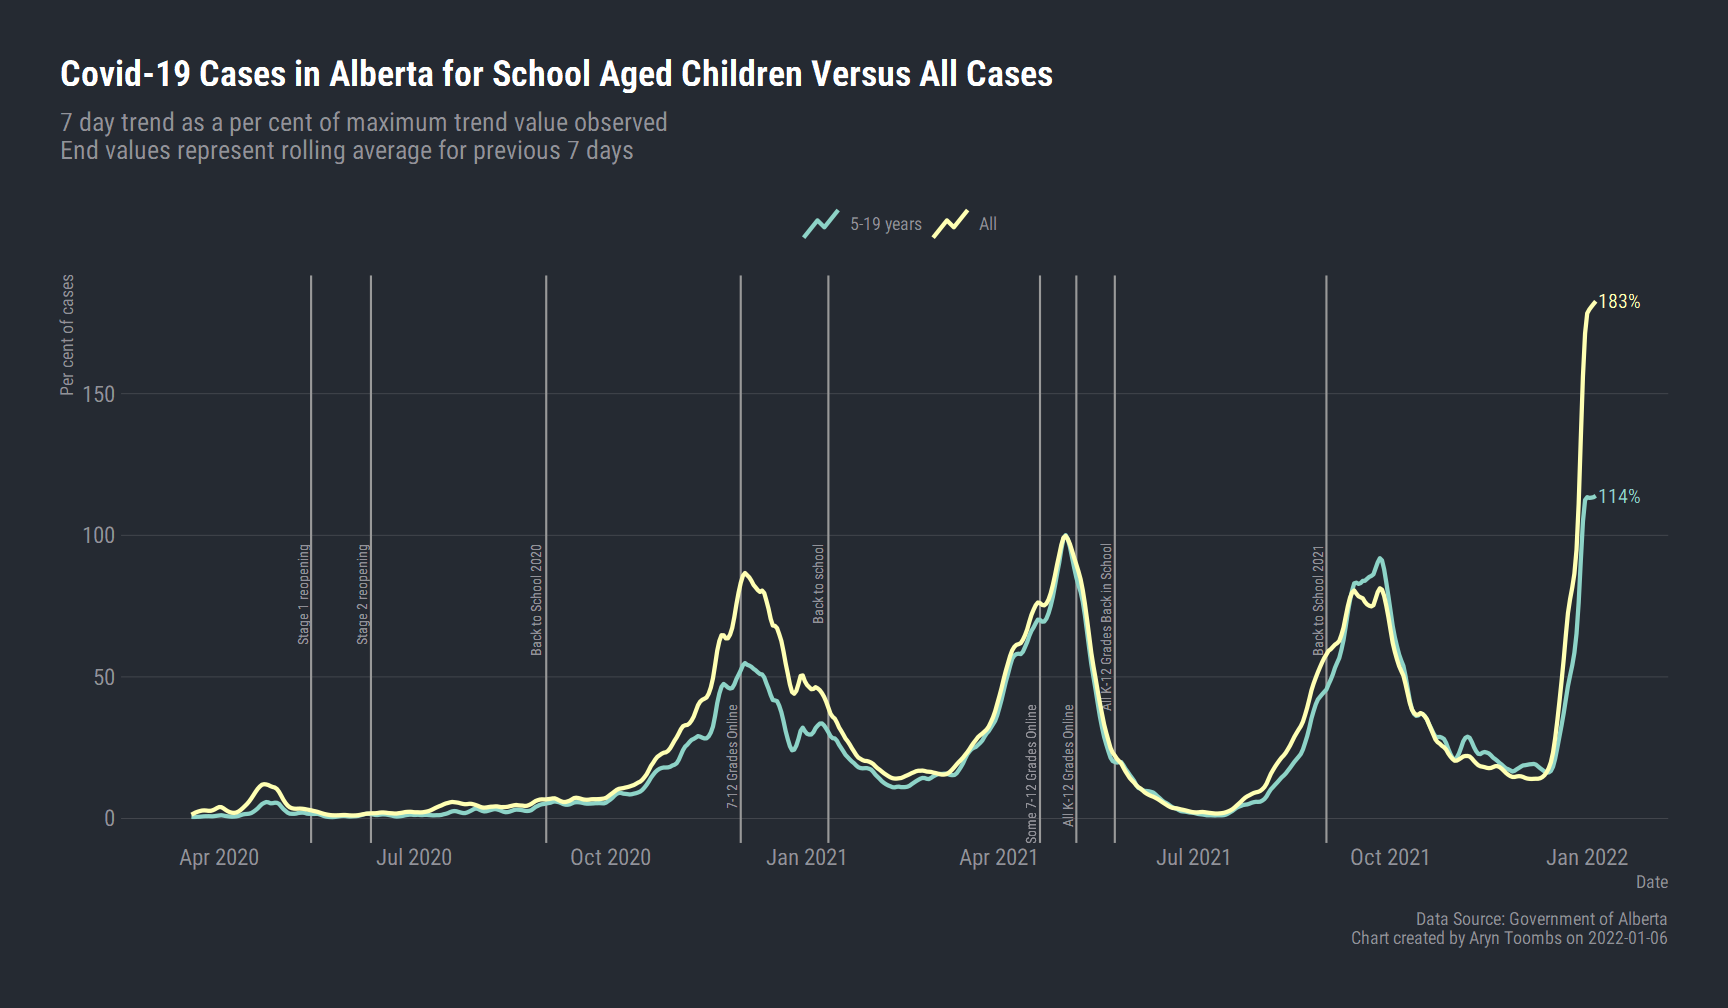 Covid-19 Cases in Alberta for School Aged Children Versus All Cases
7 day trend as a per cent of maximum trend value observed
End values represent rolling average for previous 7 days
5-19 years
All
Per cent of cases
183%
150
114%
100
Stage 1 reopening
Stage 2 reopening
Back to School 2020
7-12 Grades Online
Back to school
Some 7-12 Grades Online
All K-12 Grades Online
All K-12 Grades Back in School
Back to School 2021
50
0
Apr 2020
Jul 2020
Oct 2020
Jan 2021
Apr 2021
Jul 2021
Oct 2021
Jan 2022
Date
Data Source: Government of Alberta
Chart created by Aryn Toombs on 2022-01-06